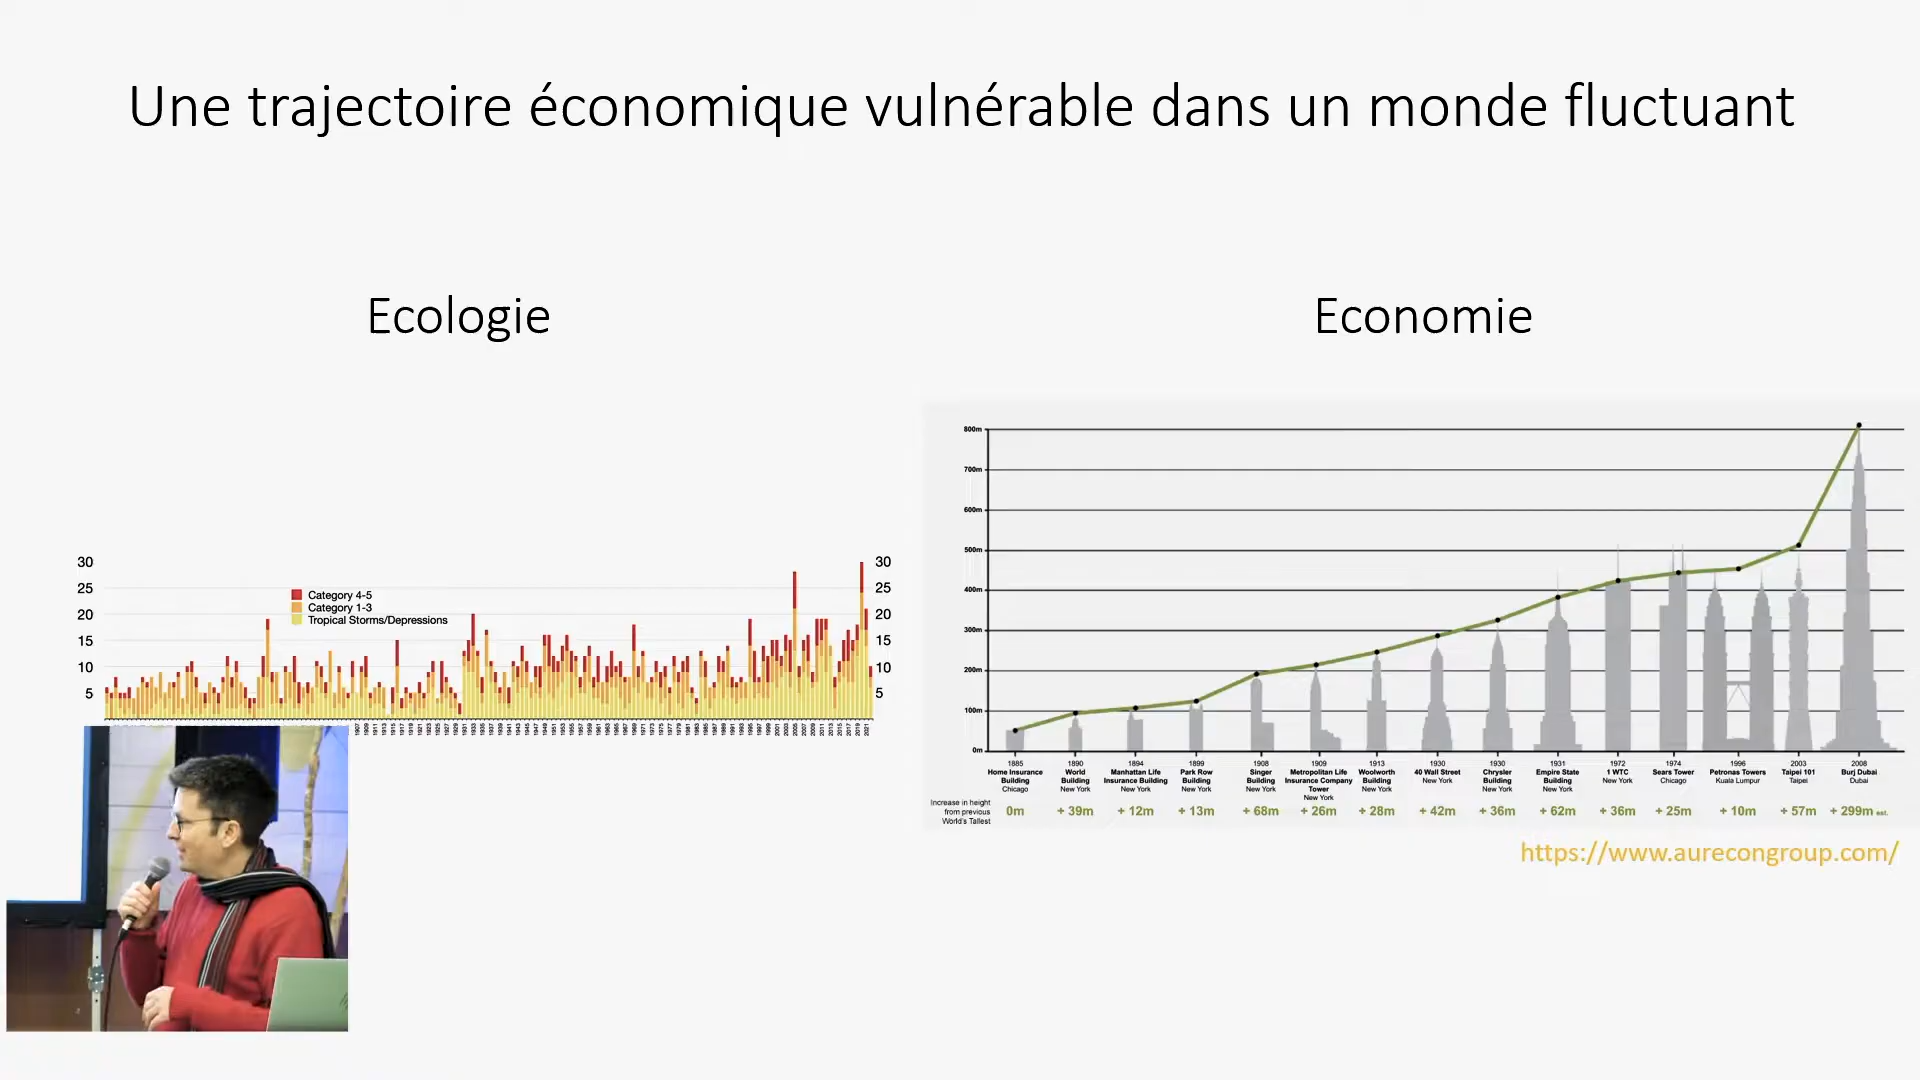 Une trajectoire économique vulnérable dans un monde fluctuant
Ecologie
Economie
30
25
20
15
10
5
Category 4-5
Category 1-3
Tropical Storms/Depressions
30
25
20
15
10
5
800m
700m
600m
500m
400m
300m
200m
100m
0m
1885
Home Insurance
Building
Chicago
1890
World
Building
New York
1894
Manhattan Life
Insurance Building
New York
1899
Park Row
Building
New York
1908
Singer
Building
New York
1909
Metropolitan Life
Insurance Company
Tower
New York
1913
Woolworth
Building
New York
1930
40 Wall Street
New York
1930
Chrysler
Building
New York
1931
Empire State
Building
New York
1972
1 WTC
New York
1974
Sears Tower
Chicago
1996
Petronas Towers
Kuala Lumpur
2003
Taipei 101
Taipei
2008
Burj Dubai
Dubai
Increase in height
from previous
World's Tallest
0m
+ 39m
+ 12m
+ 13m
+ 68m
+ 26m
+ 28m
+ 42m
+ 36m
+ 62m
+ 36m
+ 25m
+ 10m
+ 57m
+ 299m est.
https://www.aurecongroup.com/